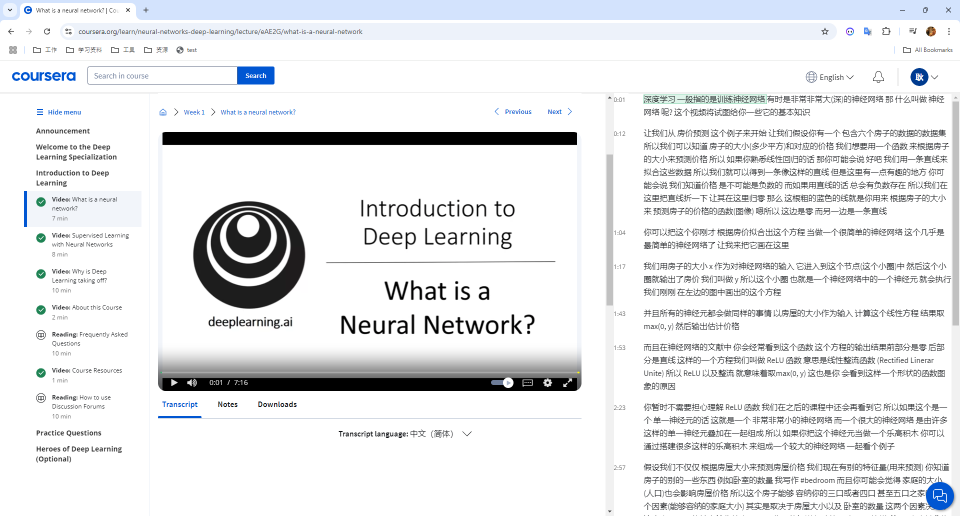 What is a neural network? | Co
coursera.org/learn/neural-networks-deep-learning/lecture/eAE2G/what-is-a-neural-network
工作
学习资料
工具
资源
test
All Bookmarks
coursera
Search in course
Search
English
Hide menu
Announcement
Welcome to the Deep
Learning Specialization
Introduction to Deep
Learning
Video: What is a neural
network?
7 min
Video: Supervised Learning
with Neural Networks
8 min
Video: Why is Deep
Learning taking off?
10 min
Video: About this Course
2 min
Reading: Frequently Asked
Questions
10 min
Video: Course Resources
1 min
Reading: How to use
Discussion Forums
10 min
Practice Questions
Heroes of Deep Learning
(Optional)
Week 1
What is a neural network?
Previous
Next
deeplearning.ai
Introduction to
Deep Learning
What is a
Neural Network?
0:01 / 7:16
Transcript
Notes
Downloads
Transcript language: 中文（简体）
0:01
深度学习 一般指的是训练神经网络 有时是非常非常大(深)的神经网络 那 什么叫做 神经
网络 呢? 这个视频将试图给你一些它的基本知识
0:12
让我们从 房价预测 这个例子来开始 让我们假设你有一个 包含六个房子的数据的数据集
所以我们可以知道 房子的大小(多少平方)和对应的价格 我们想要用一个函数 来根据房子
的大小来预测价格 所以 如果你熟悉线性回归的话 那你可能会说 好吧 我们用一条直线来
拟合这些数据 所以我们就可以得到一条像这样的直线 但是这里有一点有趣的地方 你可
能会说 我们知道价格 是不可能是负数的 而如果用直线的话 总会有负数存在 所以我们在
这里把直线折一下 让其在这里归零 那么 这根粗的蓝色的线就是你用来 根据房子的大小
来 预测房子的价格的函数(图像) 嗯所以 这边是零 而另一边是一条直线
1:04
你可以把这个你刚才 根据房价拟合出这个方程 当做一个很简单的神经网络 这个几乎是
最简单的神经网络了 让我来把它画在这里
1:17
我们用房子的大小 x 作为对神经网络的输入 它进入到这个节点(这个小圈)中 然后这个小
圈就输出了房价 我们叫做 y 所以这个小圈 也就是一个神经网络中的一个神经元 就会执行
我们刚刚 在左边的图中画出的这个方程
1:43
并且所有的神经元都会做同样的事情 以房屋的大小作为输入 计算这个线性方程 结果取
max(0, y) 然后输出估计价格
1:53
而且在神经网络的文献中 你会经常看到这个函数 这个方程的输出结果前部分是零 后部
分是直线 这样的一个方程我们叫做 ReLU 函数 意思是线性整流函数 (Rectified Linerar
Unite) 所以 ReLU 以及整流 就意味着取max(0, y) 这也是你 会看到这样一个形状的函数图
象的原因
2:23
你暂时不需要担心理解 ReLU 函数 我们在之后的课程中还会再看到它 所以如果这个是一
个 单一神经元的话 这就是一个 非常非常小的神经网络 而一个很大的神经网络 是由许多
这样的单一神经元叠加在一起组成 所以 如果你把这个神经元当做一个乐高积木 你可以
通过搭建很多这样的乐高积木 来组成一个较大的神经网络 一起看个例子
2:57
假设我们不仅仅 根据房屋大小来预测房屋价格 我们现在有别的特征量(用来预测) 你知道
房子的别的一些东西 例如卧室的数量 我写作 #bedroom 而且你可能会觉得 家庭的大小
(人口)也会影响房屋价格 所以这个房子能够 容纳你的三口或者四口 甚至五口之家
个因素(能够容纳的家庭大小) 其实是取决于房屋大小以及 卧室的数量 这两个因素